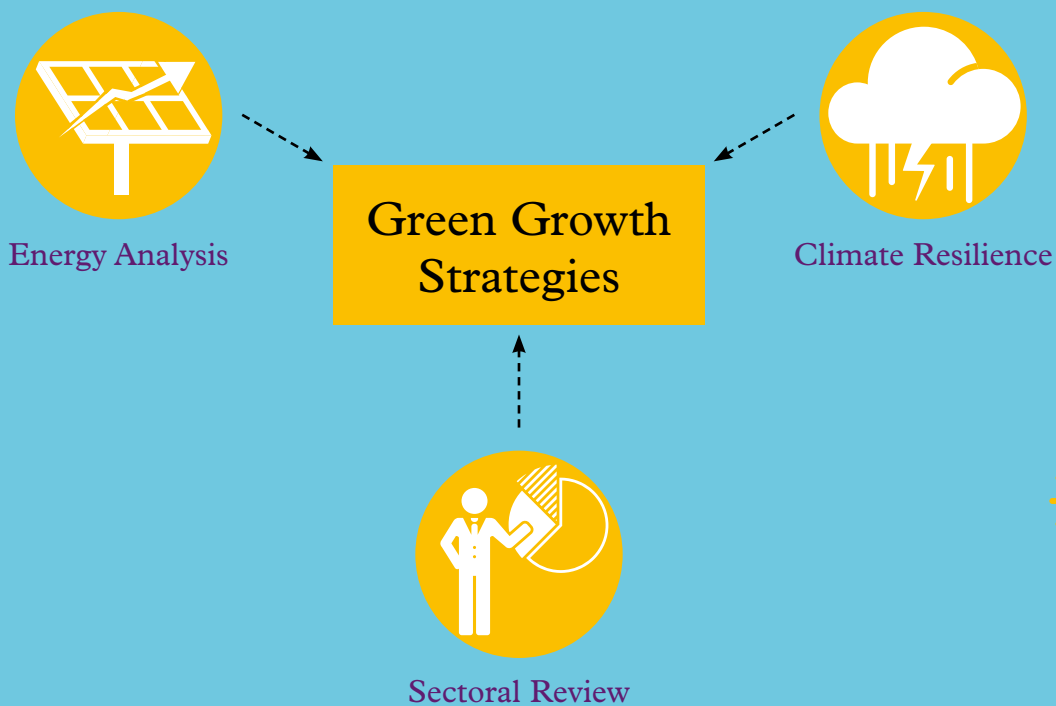 Energy Analysis
Green Growth
Strategies
Climate Resilience
Sectoral Review